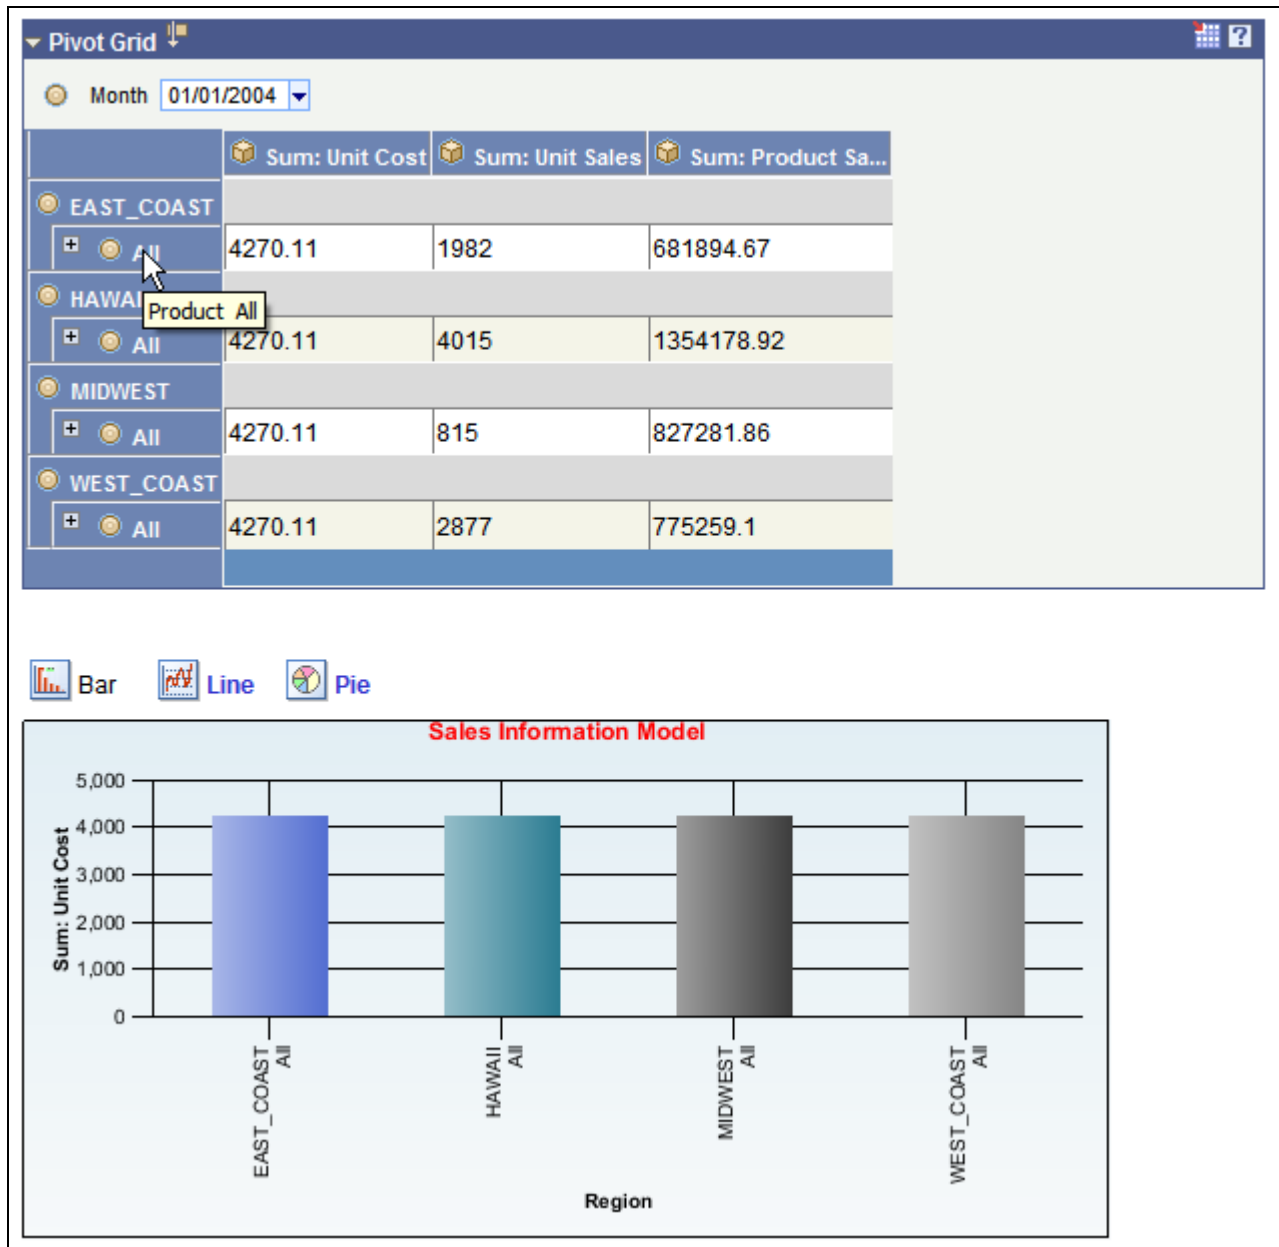 Pivot Grid
Month 01/01/2004
Sum: Unit Cost Sum: Unit Sales Sum: Product Sa...
EAST_COAST
All 4270.11 1982 681894.67
HAWAI
Product All
All 4270.11 4015 1354178.92
MIDWEST
All 4270.11 815 827281.86
WEST_COAST
All 4270.11 2877 775259.1
Bar Line Pie
Sales Information Model
5,000
4,000
3,000
2,000
1,000
0
Sum: Unit Cost
EAST_COAST
All
HAWAII
All
MIDWEST
All
WEST_COAST
All
Region